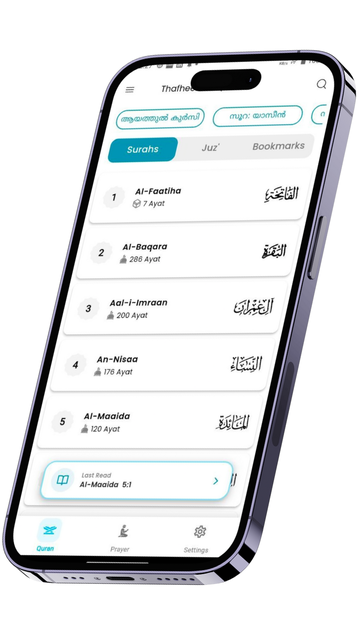 ആയത്തുൽ കുർസി
സൂറ: യാസീൻ
Surahs
Juz'
Bookmarks
1
Al-Faatiha
7 Ayat
الفاتحة
2
Al-Baqara
286 Ayat
البقرة
3
Aal-i-Imraan
200 Ayat
آل عمران
4
An-Nisaa
176 Ayat
النساء
5
Al-Maaida
120 Ayat
المائدة
Last Read
Al-Maaida 5:1
Quran
Prayer
Settings